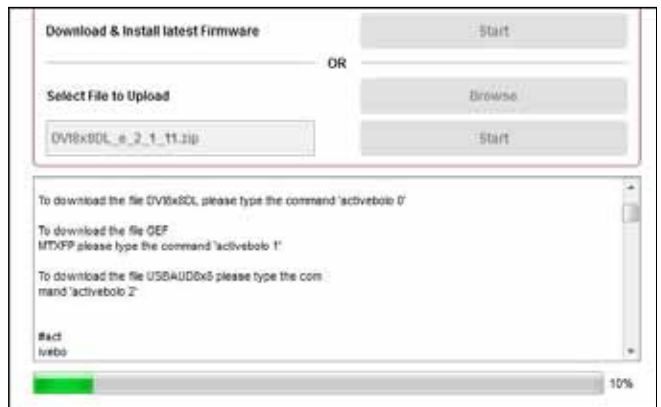 Download & Install latest Firmware
Start
OR
Select File to Upload
Browse
DVI8x8DL_e_2_1_11.zip
Start
To download the file DVI8x8DL please type the command 'activebolo 0'
To download the file GEF
MTXFP please type the command 'activebolo 1'
To download the file USBAUD8x8 please type the com
mand 'activebolo 2'
#act
ivebo
10%